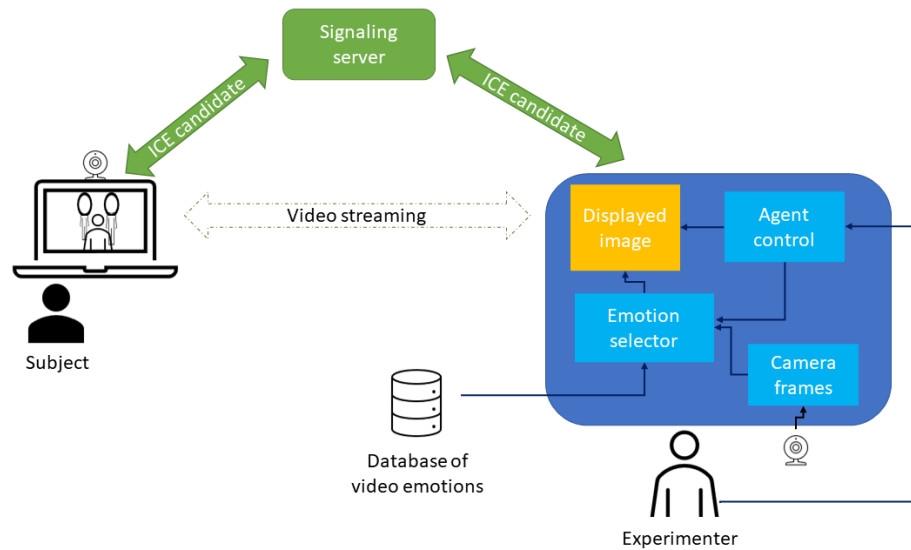 Signaling
server
ICE candidate
ICE candidate
Video streaming
Displayed
image
Agent
control
Emotion
selector
Camera
frames
Subject
Database of
video emotions
Experimenter